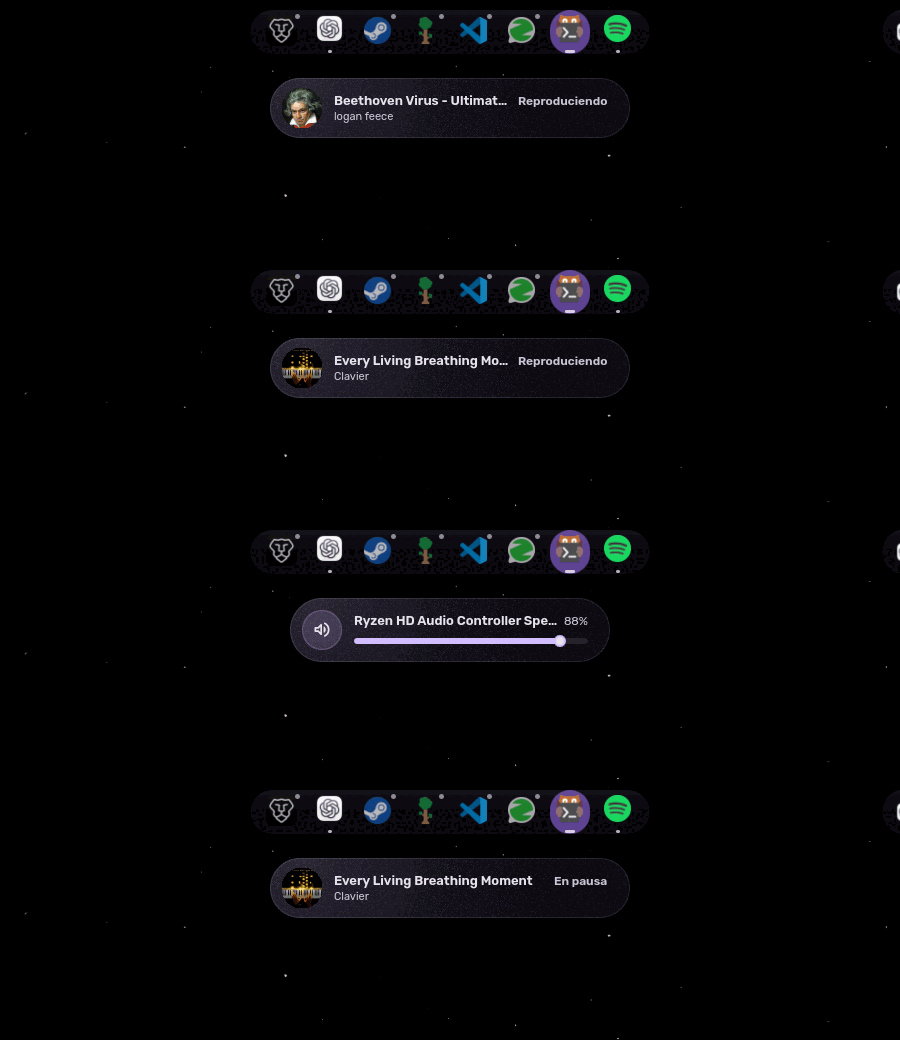 Beethoven Virus - Ultimat... Reproduciendo
logan feece
Every Living Breathing Mo... Reproduciendo
Clavier
Ryzen HD Audio Controller Spe... 88%
Every Living Breathing Moment En pausa
Clavier